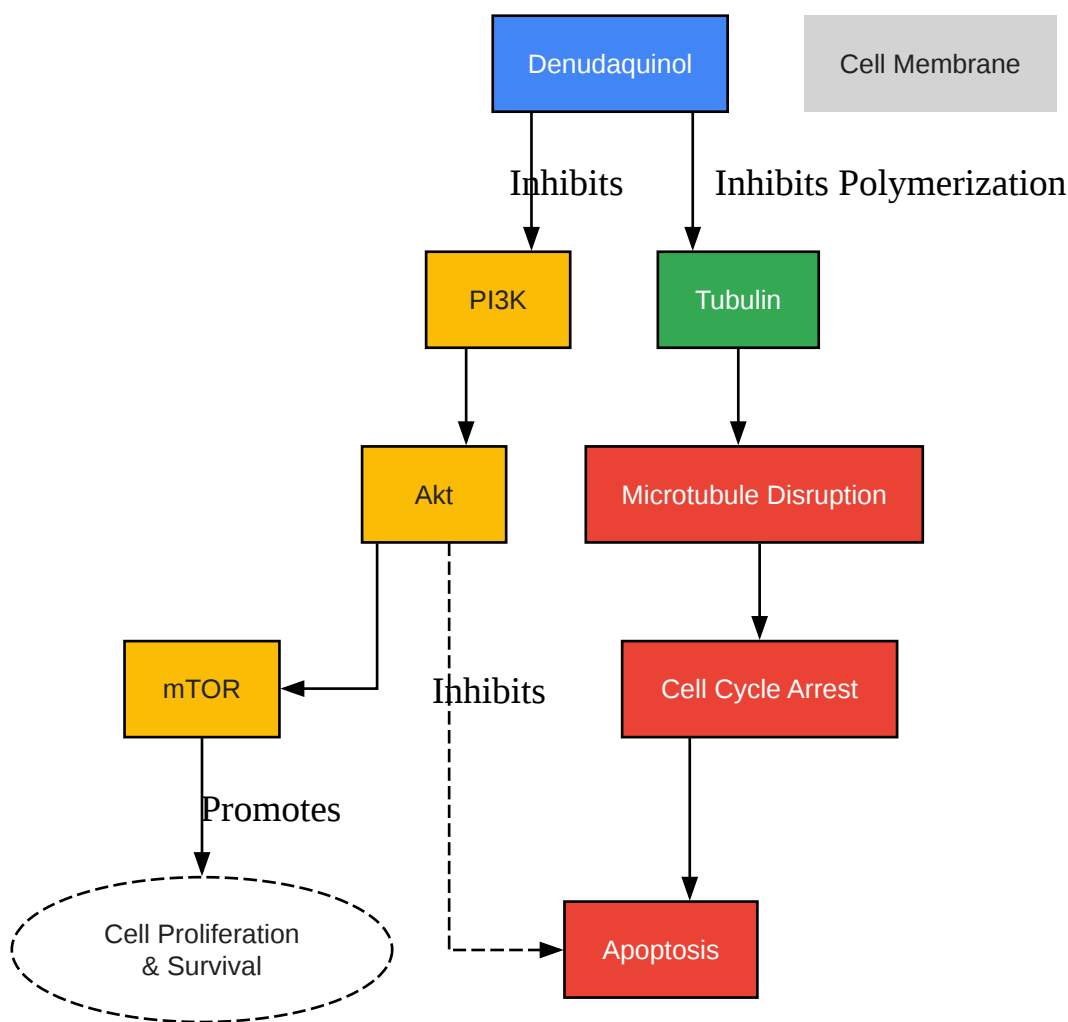 Denudaquinol
Cell Membrane
Inhibits
Inhibits Polymerization
PI3K
Tubulin
Akt
Microtubule Disruption
mTOR
Inhibits
Cell Cycle Arrest
Promotes
Cell Proliferation
& Survival
Apoptosis